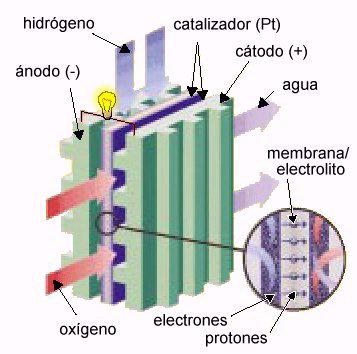 hidrógeno
catalizador (Pt)
cátodo (+)
ánodo (-)
agua
membrana/
electrolito
oxígeno
electrones
protones